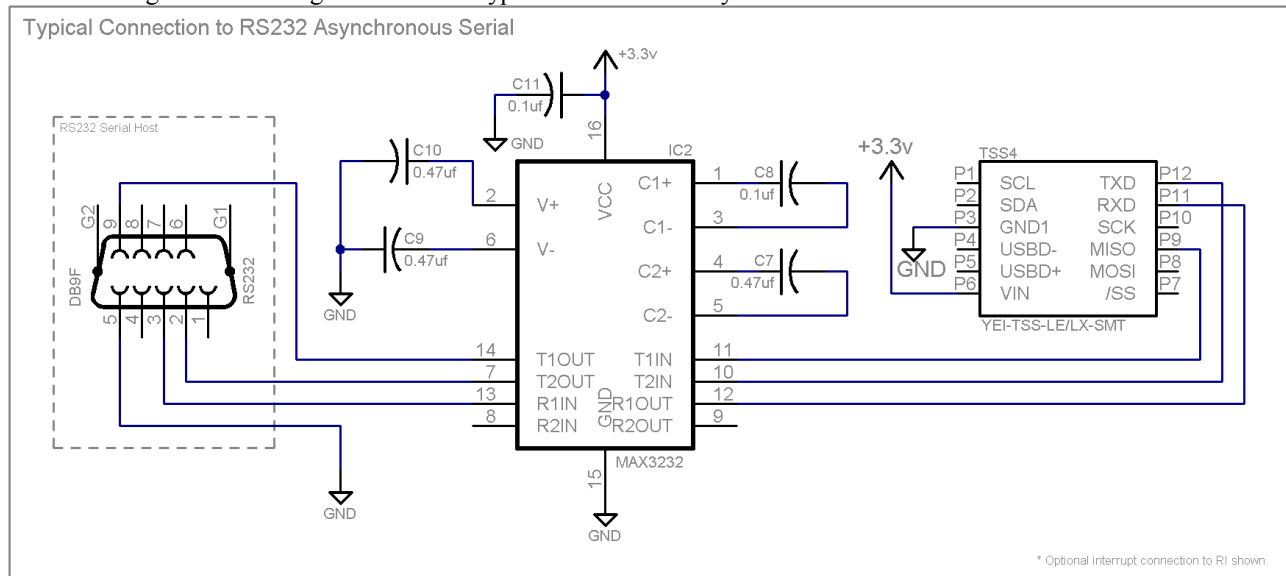 Typical Connection to RS232 Asynchronous Serial
+3.3v
C11
0.1uf
GND
16
RS232 Serial Host
C10
0.47uf
C9
0.47uf
GND
G2
9
8
7
6
G1
DB9F
RS232
5
4
3
2
1
IC2
VCC
2
V+
6
V-
C1+
1
C1-
3
C2+
4
C2-
5
C8
0.1uf
C7
0.47uf
14
T1OUT
T1IN
11
7
T2OUT
T2IN
10
13
R1IN
R1OUT
12
8
R2IN
R2OUT
9
GND
MAX3232
15
GND
GND
+3.3v
GND
TSS4
P1
SCL
TXD
P12
P2
SDA
RXD
P11
P3
GND1
SCK
P10
P4
USBD-
MISO
P9
P5
USBD+
MOSI
P8
P6
VIN
/SS
P7
YEI-TSS-LE/LX-SMT
* Optional interrupt connection to RI shown.